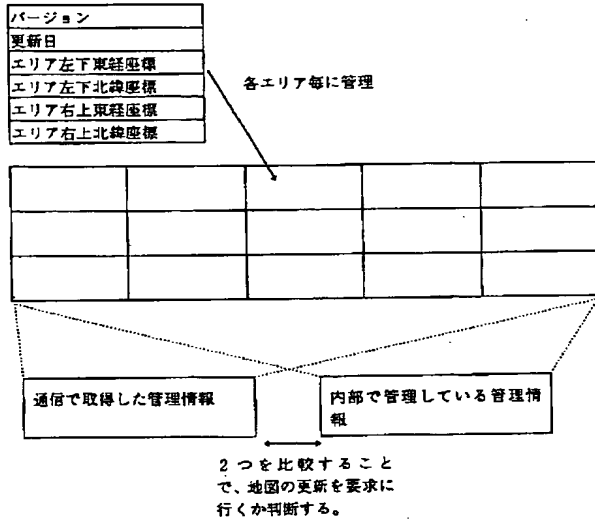 バージョン
更新日
エリア左下東経座標
エリア左下北緯座標
エリア右上東経座標
エリア右上北緯座標
各エリア毎に管理
通信で取得した管理情報
内部で管理している管理情
報
2つを比較すること
で、地図の更新を要求に
行くか判断する。